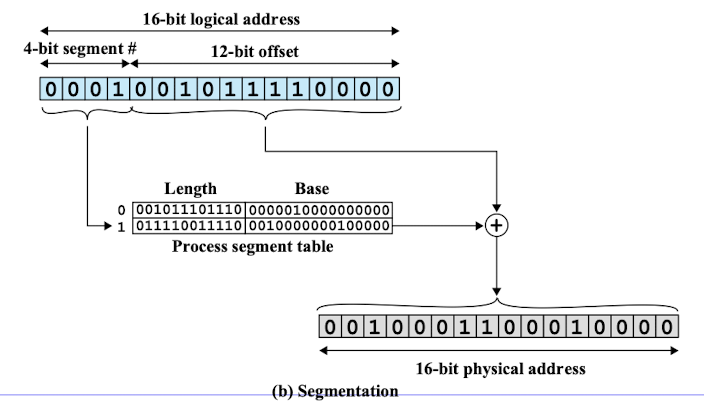 16-bit logical address
4-bit segment #
12-bit offset
0 0 0 1 0 0 1 0 1 1 1 1 0 0 0 0
Length Base
0 001011101110 0000010000000000
1 011110011110 0010000000100000
Process segment table
+
0 0 1 0 0 0 1 1 0 0 0 1 0 0 0 0
16-bit physical address
(b) Segmentation